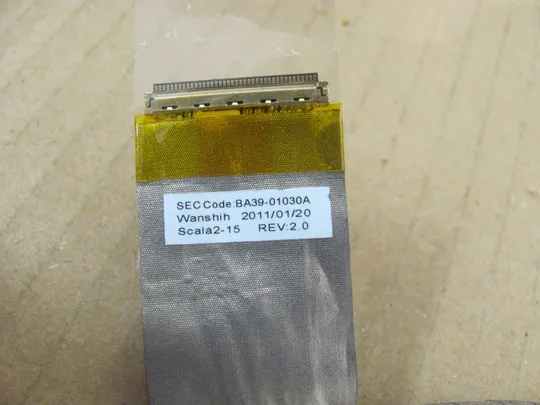 SEC Code:BA39-01030A
Wanshih 2011/01/20
Scala2-15 REV:2.0